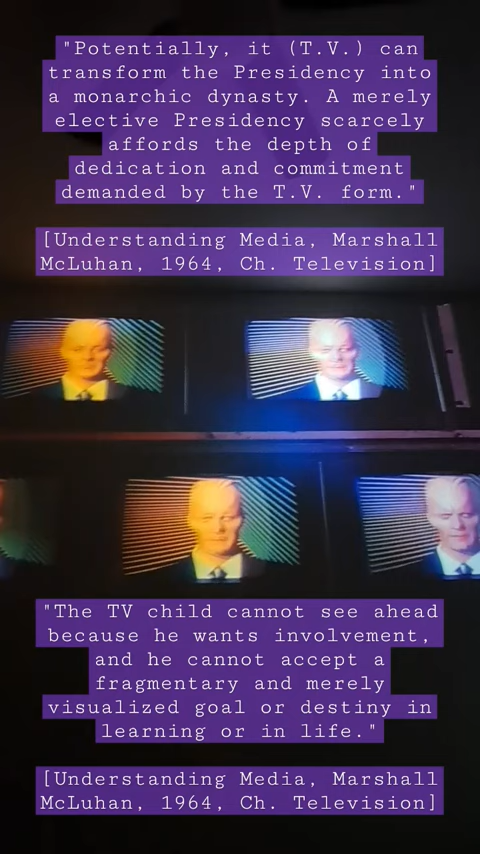 "Potentially, it (T.V.) can
transform the Presidency into
a monarchic dynasty. A merely
elective Presidency scarcely
affords the depth of
dedication and commitment
demanded by the T.V. form."
[Understanding Media, Marshall
McLuhan, 1964, Ch. Television]
"The TV child cannot see ahead
because he wants involvement,
and he cannot accept a
fragmentary and merely
visualized goal or destiny in
learning or in life."
[Understanding Media, Marshall
McLuhan, 1964, Ch. Television]